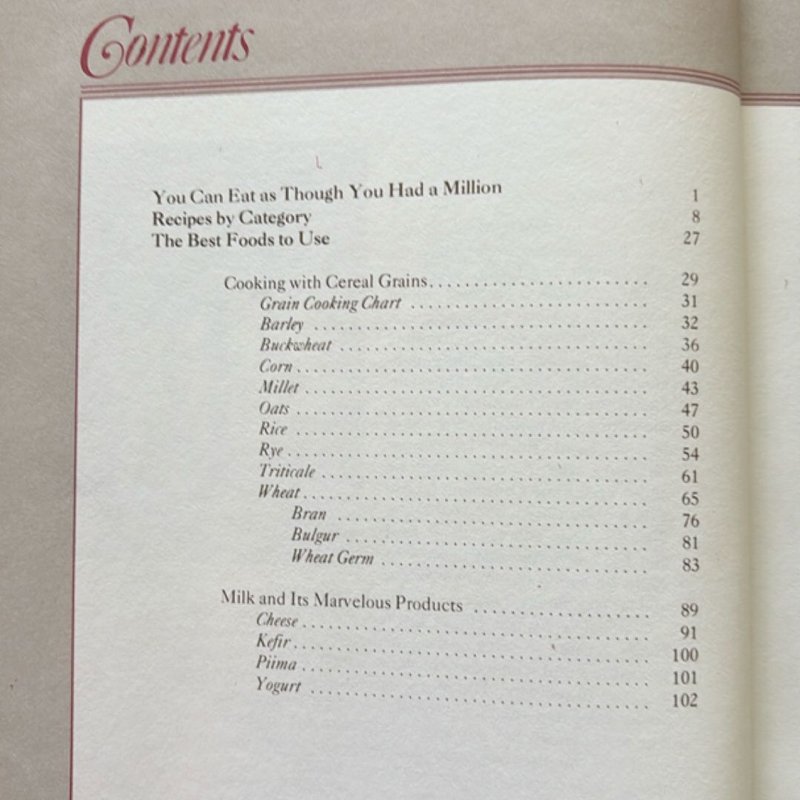 Contents
You Can Eat as Though You Had a Million 1
Recipes by Category 8
The Best Foods to Use 27
Cooking with Cereal Grains........................ 29
Grain Cooking Chart ........................ 31
Barley ........................ 32
Buckwheat ........................ 36
Corn........................ 40
Millet ........................ 43
Oats ........................ 47
Rice ........................ 50
Rye........................ 54
Triticale ........................ 61
Wheat........................ 65
Bran ........................ 76
Bulgur ........................ 81
Wheat Germ ........................ 83
Milk and Its Marvelous Products .................... 89
Cheese........................ 91
Kefir........................ 100
Piima ........................ 101
Yogurt ........................ 102